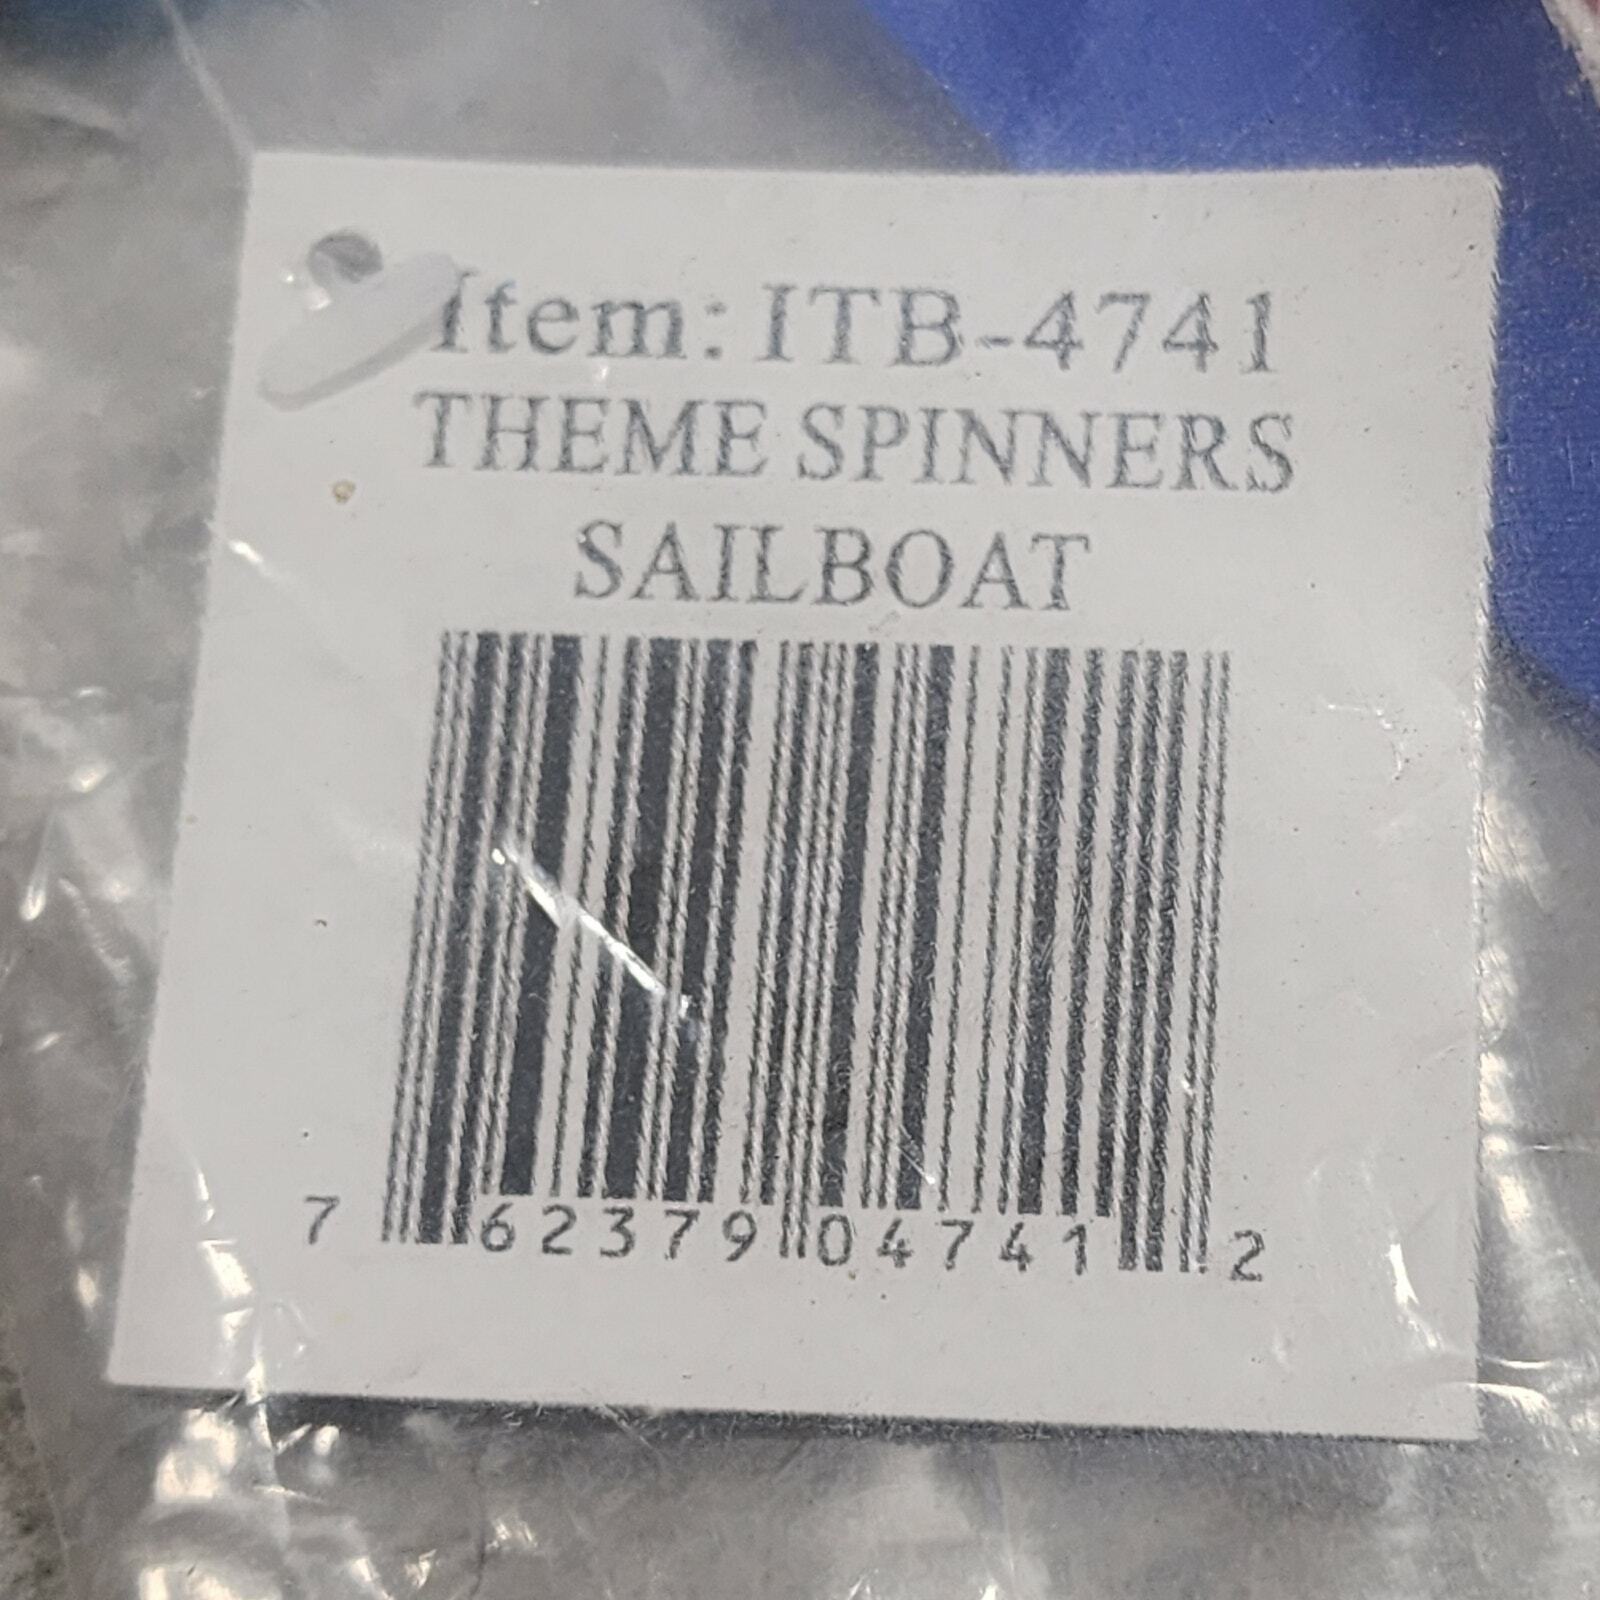 Item: ITB-4741
THEME SPINNERS
SAILBOAT
7 62379 04741 2